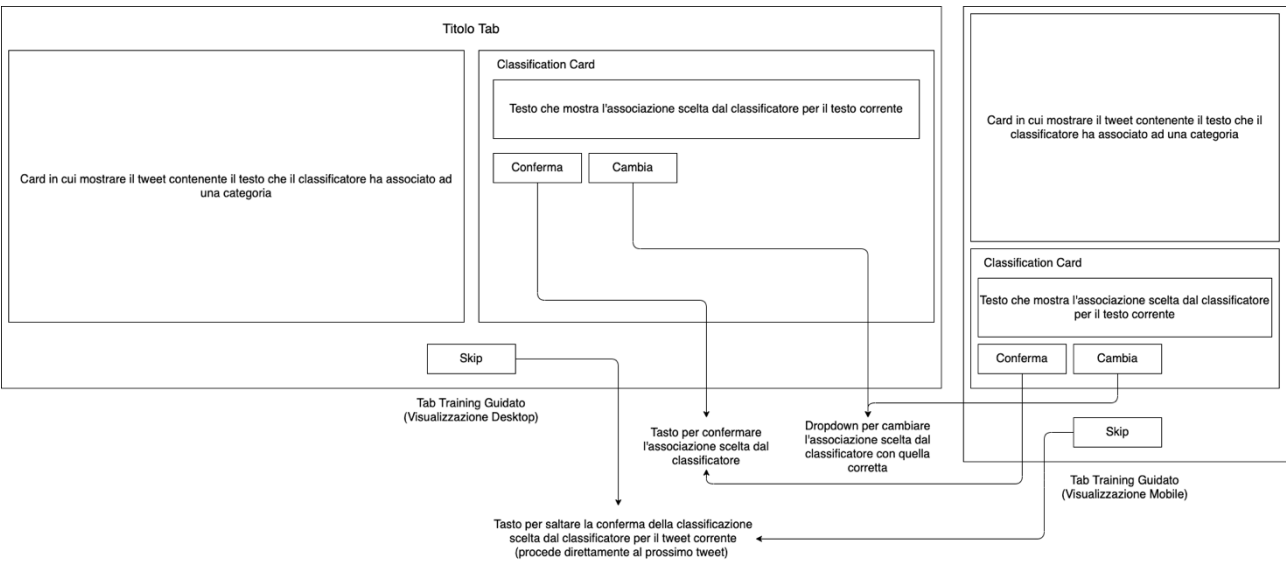 Titolo Tab
Card in cui mostrare il tweet contenente il testo che il classificatore ha associato ad
una categoria
Classification Card
Testo che mostra l'associazione scelta dal classificatore per il testo corrente
Conferma
Cambia
Skip
Tab Training Guidato
(Visualizzazione Desktop)
Card in cui mostrare il tweet contenente il testo che il
classificatore ha associato ad una categoria
Classification Card
Testo che mostra l'associazione scelta dal classificatore
per il testo corrente
Conferma
Cambia
Skip
Tab Training Guidato
(Visualizzazione Mobile)
Tasto per confermare
l'associazione scelta dal
classificatore
Dropdown per cambiare
l'associazione scelta dal
classificatore con quella
corretta
Tasto per saltare la conferma della classificazione
scelta dal classificatore per il tweet corrente
(procede direttamente al prossimo tweet)